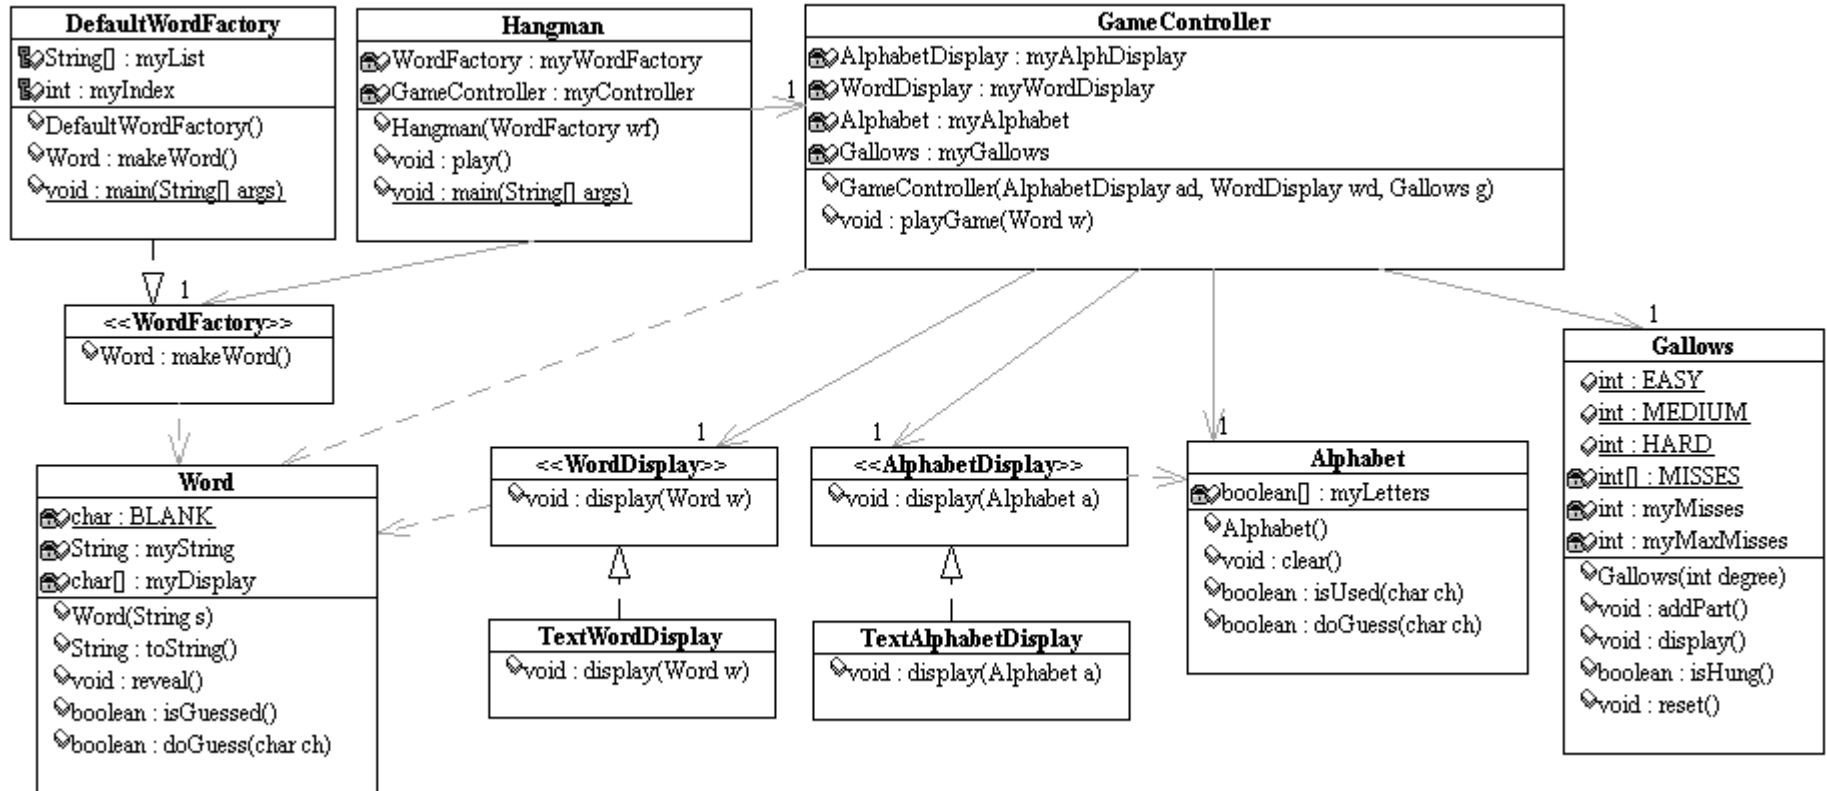 DefaultWordFactory
String[] : myList
int : myIndex
DefaultWordFactory()
Word : makeWord()
void : main(String[] args)
Hangman
WordFactory : myWordFactory
GameController : myController
Hangman(WordFactory wf)
void : play()
void : main(String[] args)
1
GameController
AlphabetDisplay : myAlphDisplay
WordDisplay : myWordDisplay
Alphabet : myAlphabet
Gallows : myGallows
GameController(AlphabetDisplay ad, WordDisplay wd, Gallows g)
void : playGame(Word w)
1
<<WordFactory>>
Word : makeWord()
1
Gallows
int : EASY
int : MEDIUM
int : HARD
int[] : MISSES
int : myMisses
int : myMaxMisses
Gallows(int degree)
void : addPart()
void : display()
boolean : isHung()
void : reset()
Word
char : BLANK
String : myString
char[] : myDisplay
Word(String s)
String : toString()
void : reveal()
boolean : isGuessed()
boolean : doGuess(char ch)
1
<<WordDisplay>>
void : display(Word w)
1
<<AlphabetDisplay>>
void : display(Alphabet a)
1
Alphabet
boolean[] : myLetters
Alphabet()
void : clear()
boolean : isUsed(char ch)
boolean : doGuess(char ch)
TextWordDisplay
void : display(Word w)
TextAlphabetDisplay
void : display(Alphabet a)